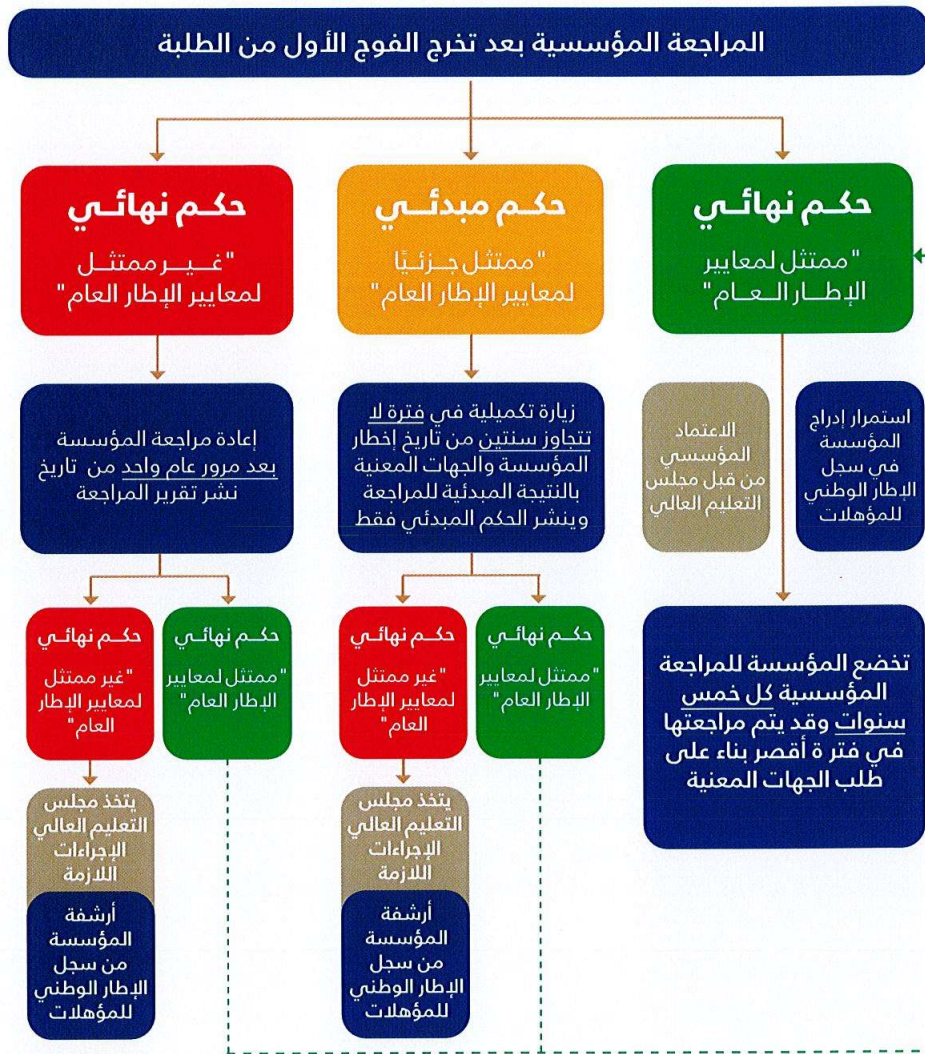 المراجعة المؤسسية بعد تخرج الفوج الأول من الطلبة
حكم نهائي
"ممتثل لمعايير
الإطار العام"
حكم مبدئي
"ممتثل جزئيًا
لمعايير الإطار العام"
حكم نهائي
"غير ممتثل
لمعايير الإطار العام"
استمرار إدراج
المؤسسة
في سجل
الإطار الوطني
للمؤهلات
الاعتماد
المؤسسي
من قبل مجلس
التعليم العالي
زيارة تكميلية في فترة لا
تتجاوز سنتين من تاريخ إخطار
المؤسسة والجهات المعنية
بالنتيجة المبدئية للمراجعة
وينشر الحكم المبدئي فقط
إعادة مراجعة المؤسسة
بعد مرور عام واحد من تاريخ
نشر تقرير المراجعة
تخضع المؤسسة للمراجعة
المؤسسية كل خمس
سنوات وقد يتم مراجعتها
في فترة أقصر بناء على
طلب الجهات المعنية
حكم نهائي
"ممتثل لمعايير
الإطار العام"
حكم نهائي
"غير ممتثل
لمعايير الإطار
العام"
حكم نهائي
"ممتثل لمعايير
الإطار العام"
حكم نهائي
"غير ممتثل
لمعايير الإطار
العام"
يتخذ مجلس
التعليم العالي
الإجراءات
اللازمة
أرشفة
المؤسسة
من سجل
الإطار الوطني
للمؤهلات
يتخذ مجلس
التعليم العالي
الإجراءات
اللازمة
أرشفة
المؤسسة
من سجل
الإطار الوطني
للمؤهلات